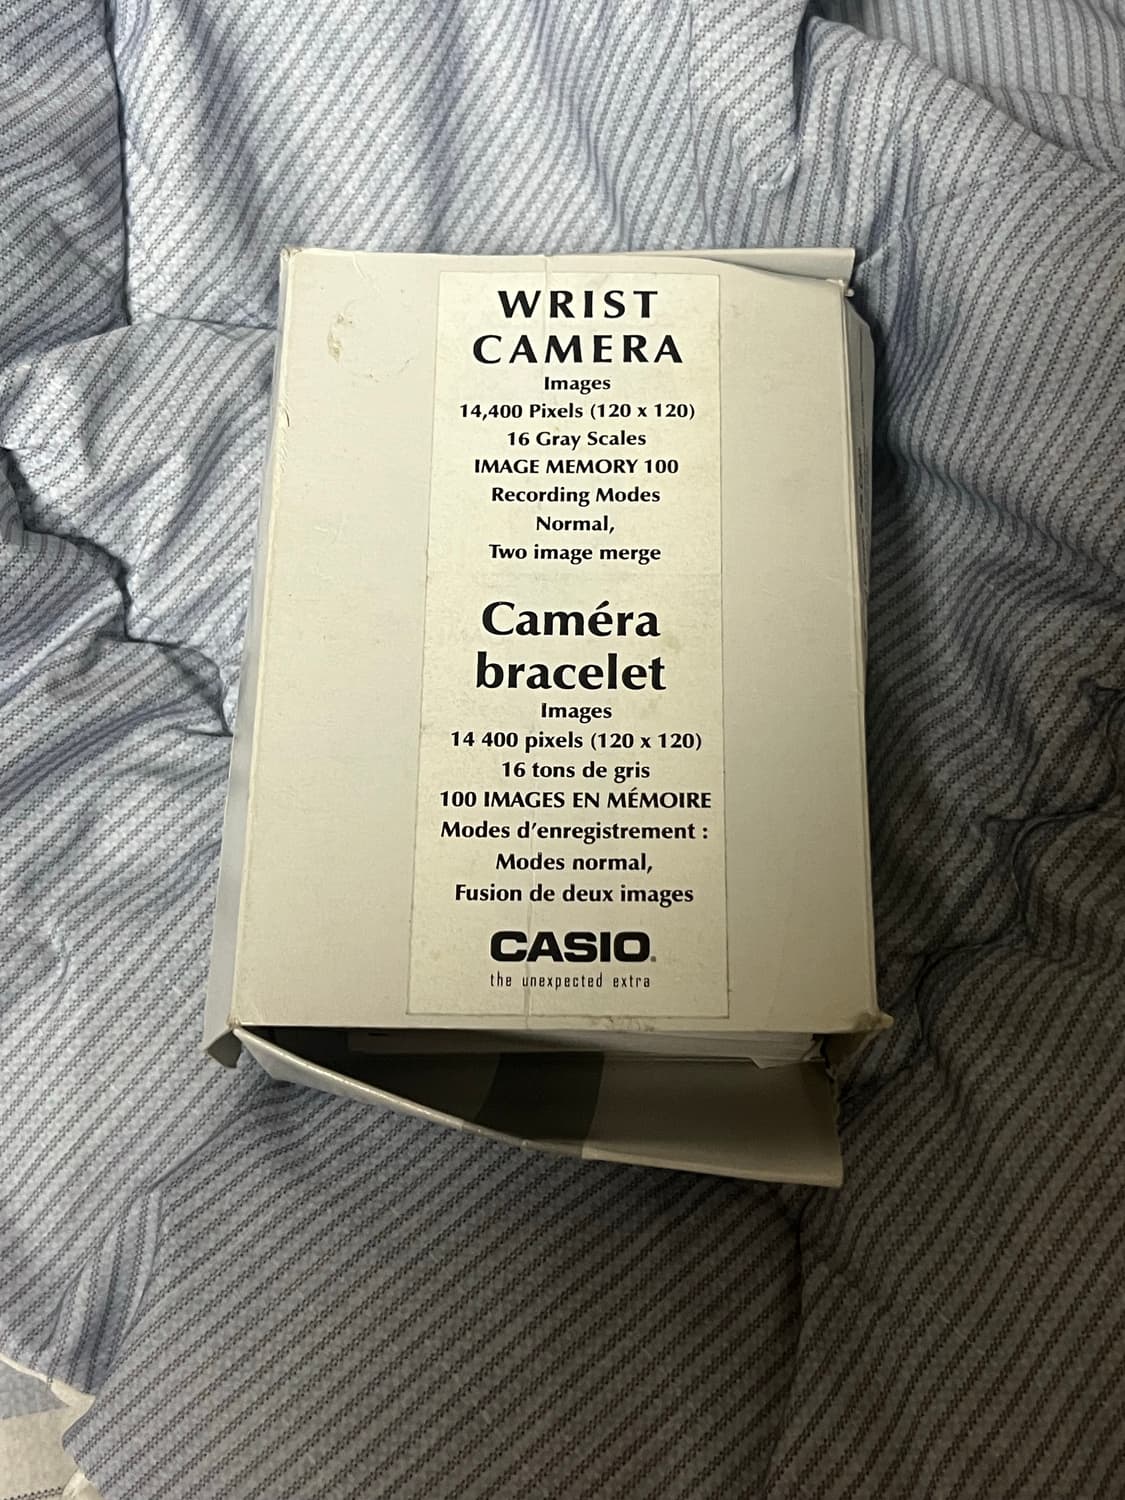 WRIST
CAMERA
Images
14,400 Pixels (120 x 120)
16 Gray Scales
IMAGE MEMORY 100
Recording Modes
Normal,
Two image merge
Caméra
bracelet
Images
14 400 pixels (120 x 120)
16 tons de gris
100 IMAGES EN MÉMOIRE
Modes d'enregistrement :
Modes normal,
Fusion de deux images
CASIO.
the unexpected extra